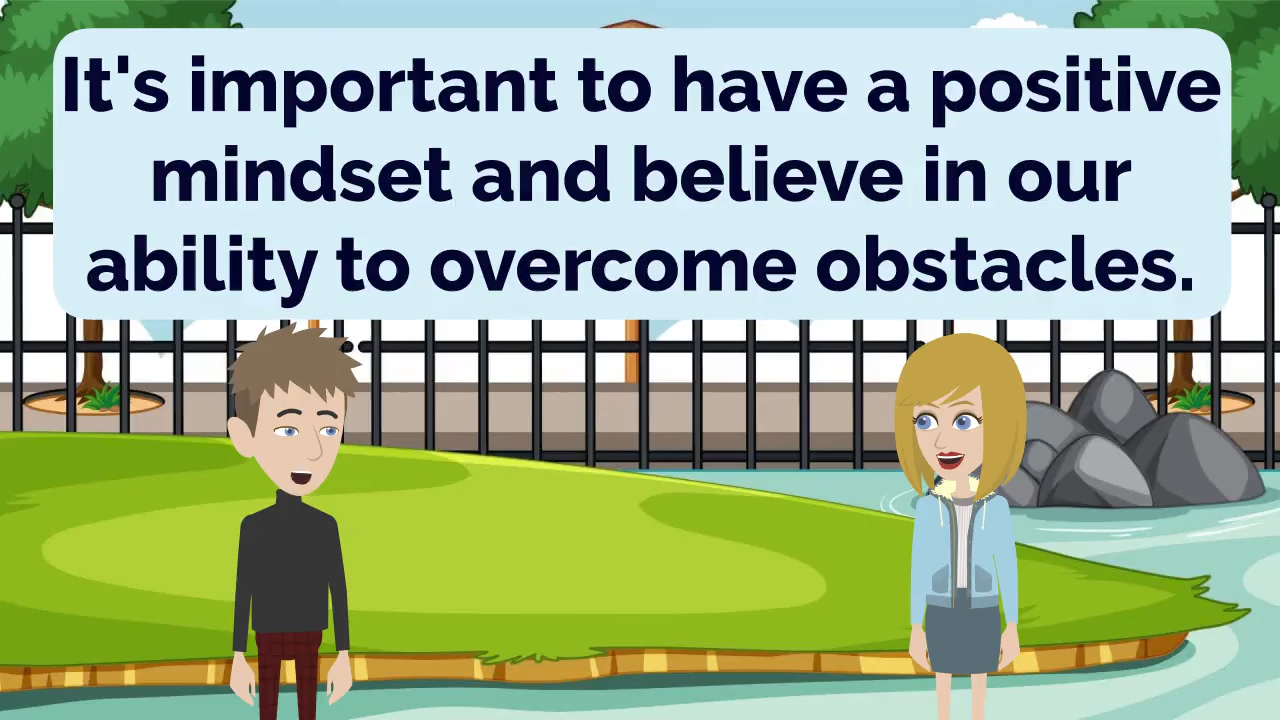 It's important to have a positive
mindset and believe in our
ability to overcome obstacles.